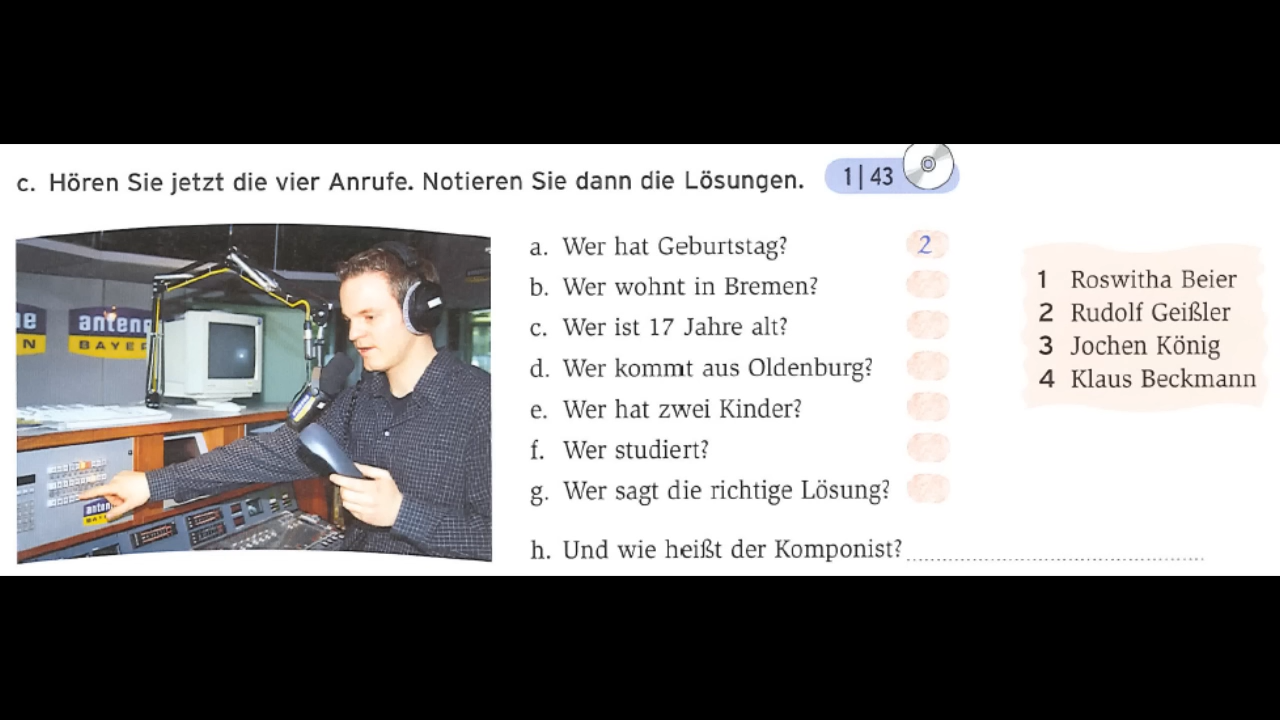 c. Hören Sie jetzt die vier Anrufe. Notieren Sie dann die Lösungen.
1|43
a. Wer hat Geburtstag? 2
b. Wer wohnt in Bremen?
c. Wer ist 17 Jahre alt?
d. Wer kommt aus Oldenburg?
e. Wer hat zwei Kinder?
f. Wer studiert?
g. Wer sagt die richtige Lösung?
h. Und wie heißt der Komponist?
1 Roswitha Beier
2 Rudolf Geißler
3 Jochen König
4 Klaus Beckmann
antenne
BAYE